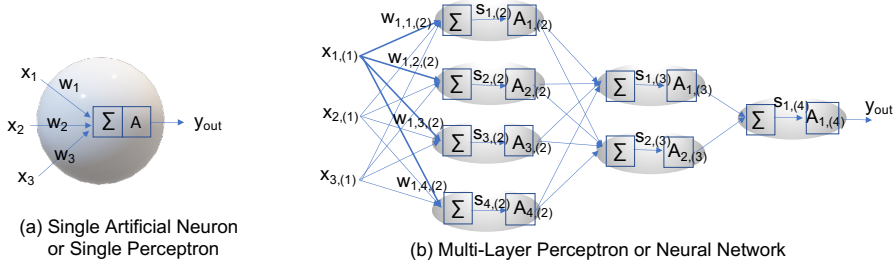 x1
x2
x3
w1
w2
w3
Σ A
yout
(a) Single Artificial Neuron
or Single Perceptron
x1,(1)
x2,(1)
x3,(1)
w1,1,(2)
w1,2,(2)
w1,3,(2)
w1,4,(2)
Σ s1,(2) A1,(2)
Σ s2,(2) A2,(2)
Σ s3,(2) A3,(2)
Σ s4,(2) A4,(2)
Σ s1,(3) A1,(3)
Σ s2,(3) A2,(3)
Σ s1,(4) A1,(4)
yout
(b) Multi-Layer Perceptron or Neural Network